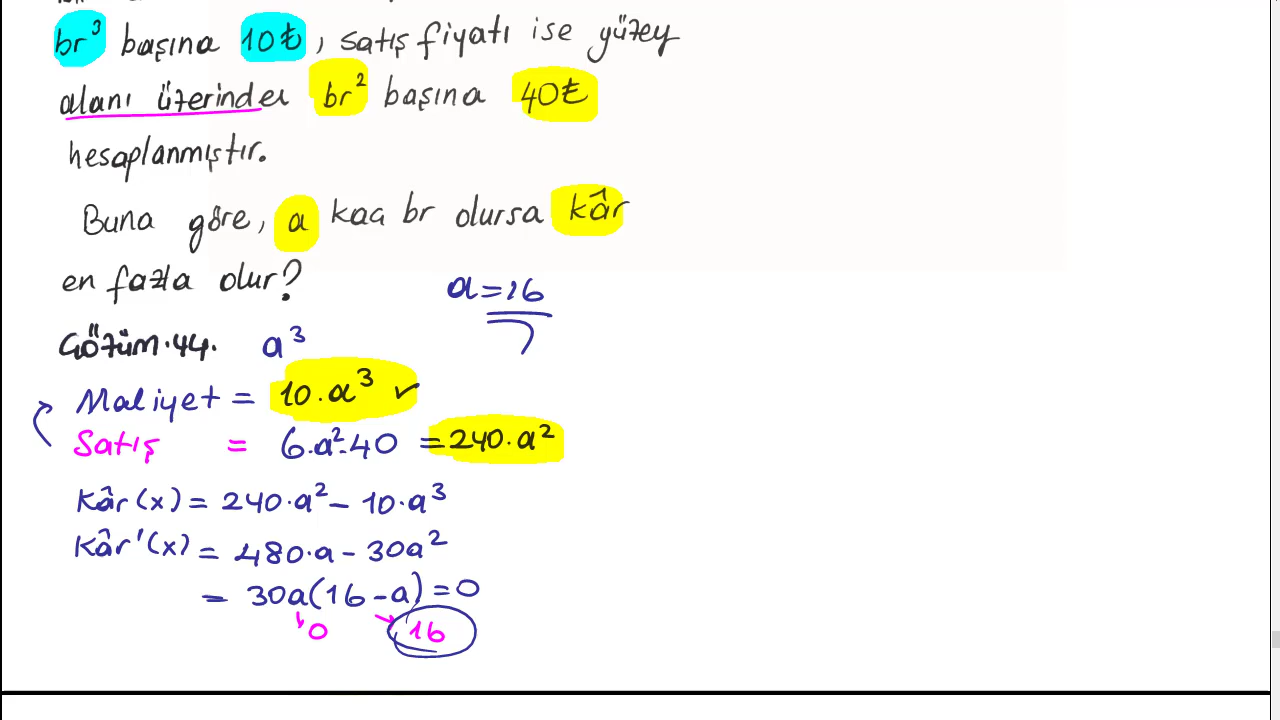 br³ başına 10₺, satış fiyatı ise yüzey
alanı üzerinden br² başına 40₺
hesaplanmıştır.
Buna göre, a kaç br olursa kâr
en fazla olur?
a=16
Çözüm.44. a³
Maliyet = 10.a³ ✓
Satış = 6.a².40 = 240.a²
Kâr(x) = 240.a² - 10.a³
Kâr'(x) = 480.a - 30a²
= 30a(16-a) = 0
0 16